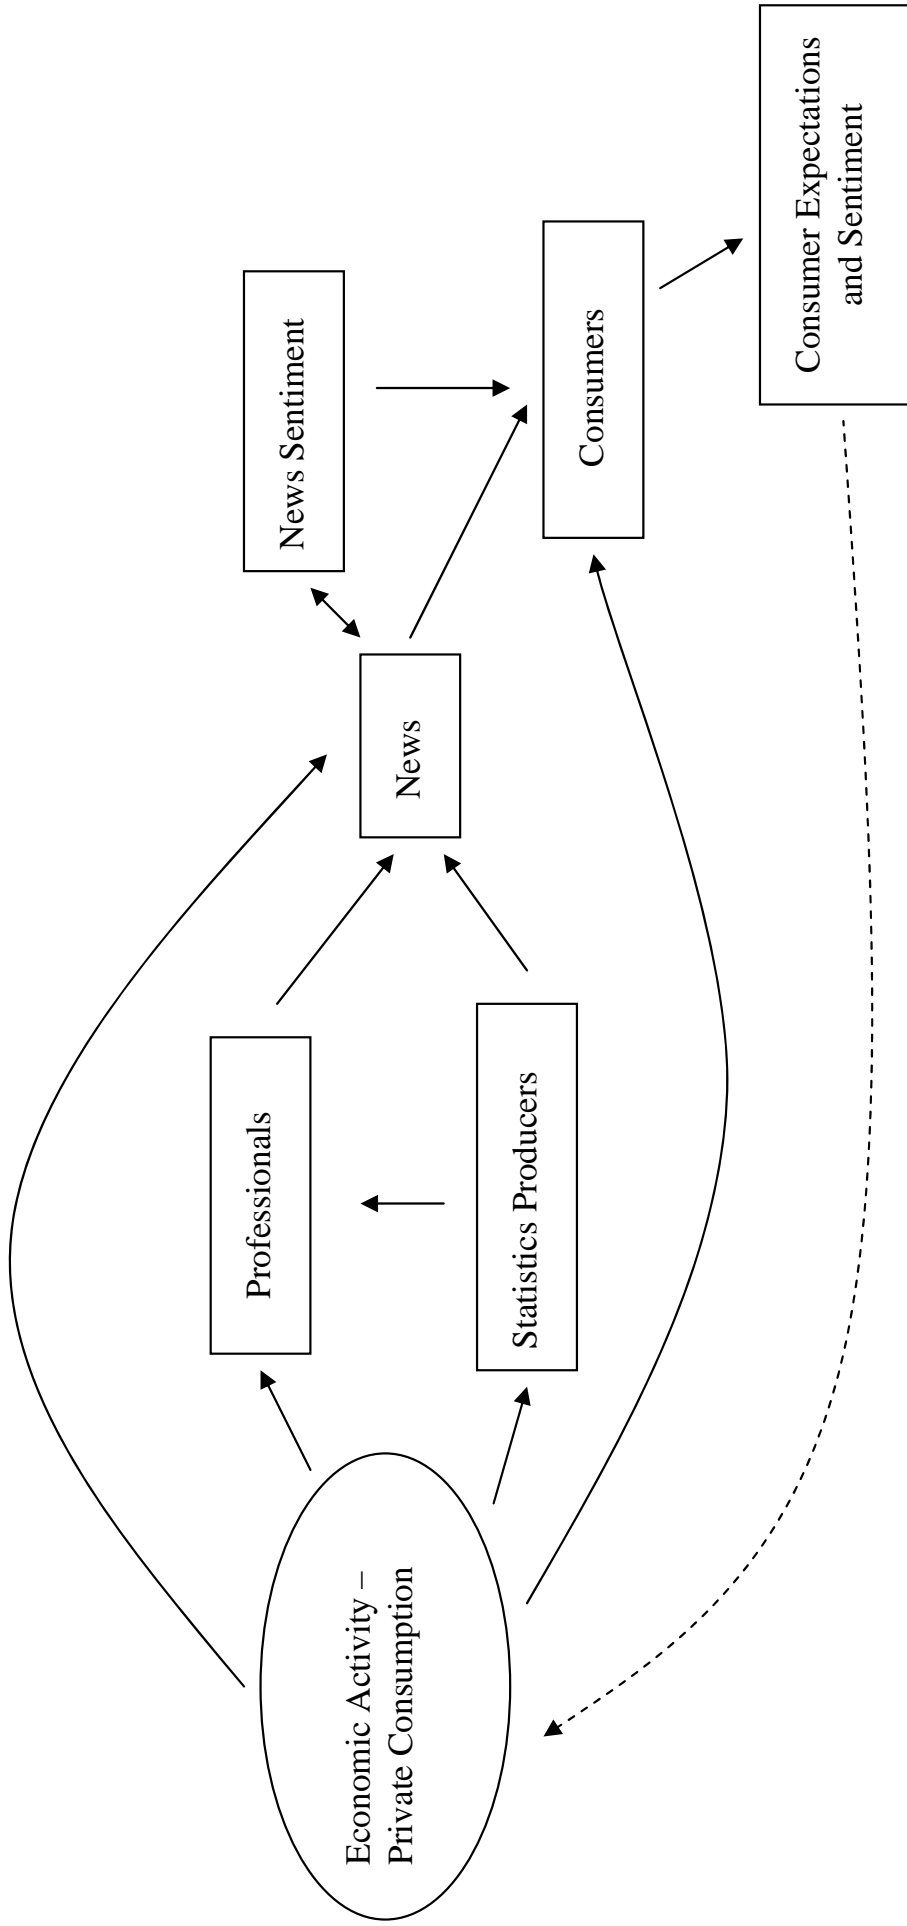 Economic Activity –
Private Consumption
Professionals
Statistics Producers
News
News Sentiment
Consumers
Consumer Expectations
and Sentiment